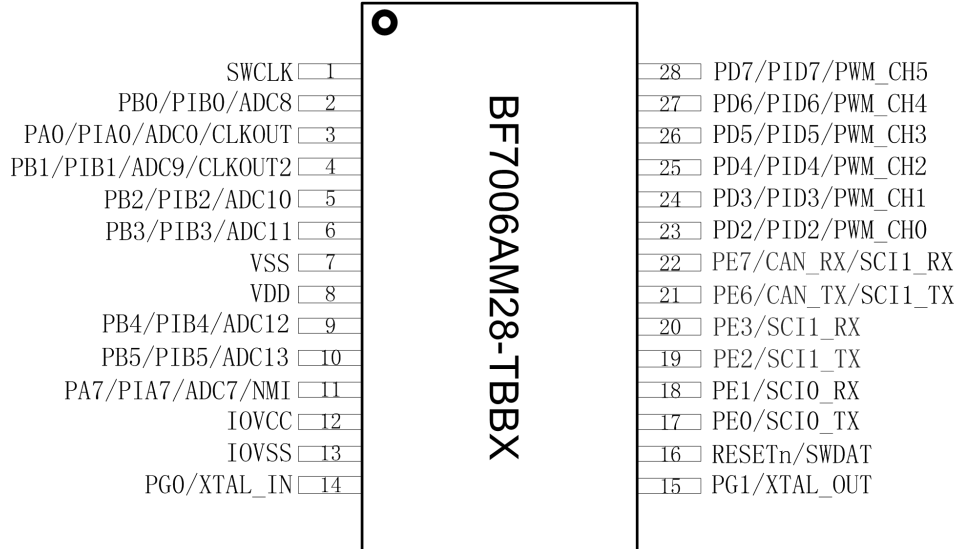 SWCLK 1
PB0/PIB0/ADC8 2
PA0/PIA0/ADC0/CLKOUT 3
PB1/PIB1/ADC9/CLKOUT2 4
PB2/PIB2/ADC10 5
PB3/PIB3/ADC11 6
VSS 7
VDD 8
PB4/PIB4/ADC12 9
PB5/PIB5/ADC13 10
PA7/PIA7/ADC7/NMI 11
IOVCC 12
IOVSS 13
PG0/XTAL_IN 14
BF7006AM28-TBBX
28 PD7/PID7/PWM_CH5
27 PD6/PID6/PWM_CH4
26 PD5/PID5/PWM_CH3
25 PD4/PID4/PWM_CH2
24 PD3/PID3/PWM_CH1
23 PD2/PID2/PWM_CH0
22 PE7/CAN_RX/SCI1_RX
21 PE6/CAN_TX/SCI1_TX
20 PE3/SCI1_RX
19 PE2/SCI1_TX
18 PE1/SCI0_RX
17 PE0/SCI0_TX
16 RESETn/SWDAT
15 PG1/XTAL_OUT